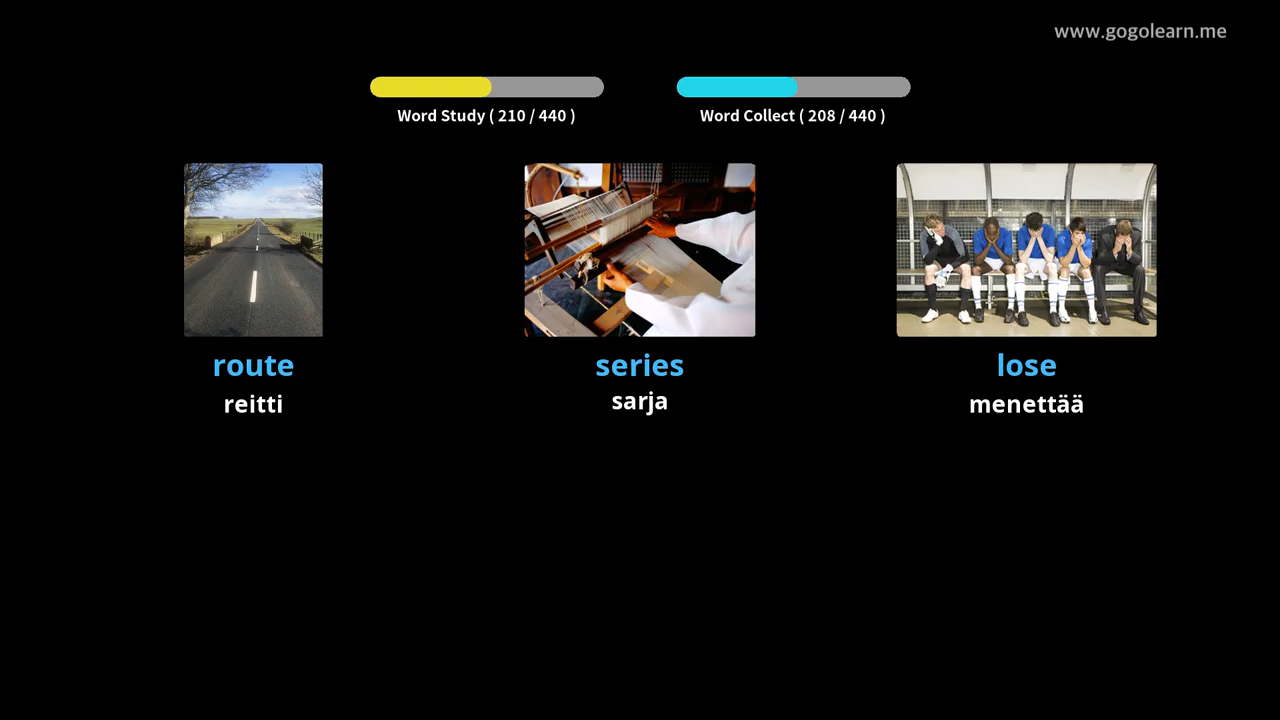 www.gogolearn.me
Word Study ( 210 / 440 )
Word Collect ( 208 / 440 )
route
reitti
series
sarja
lose
menettää